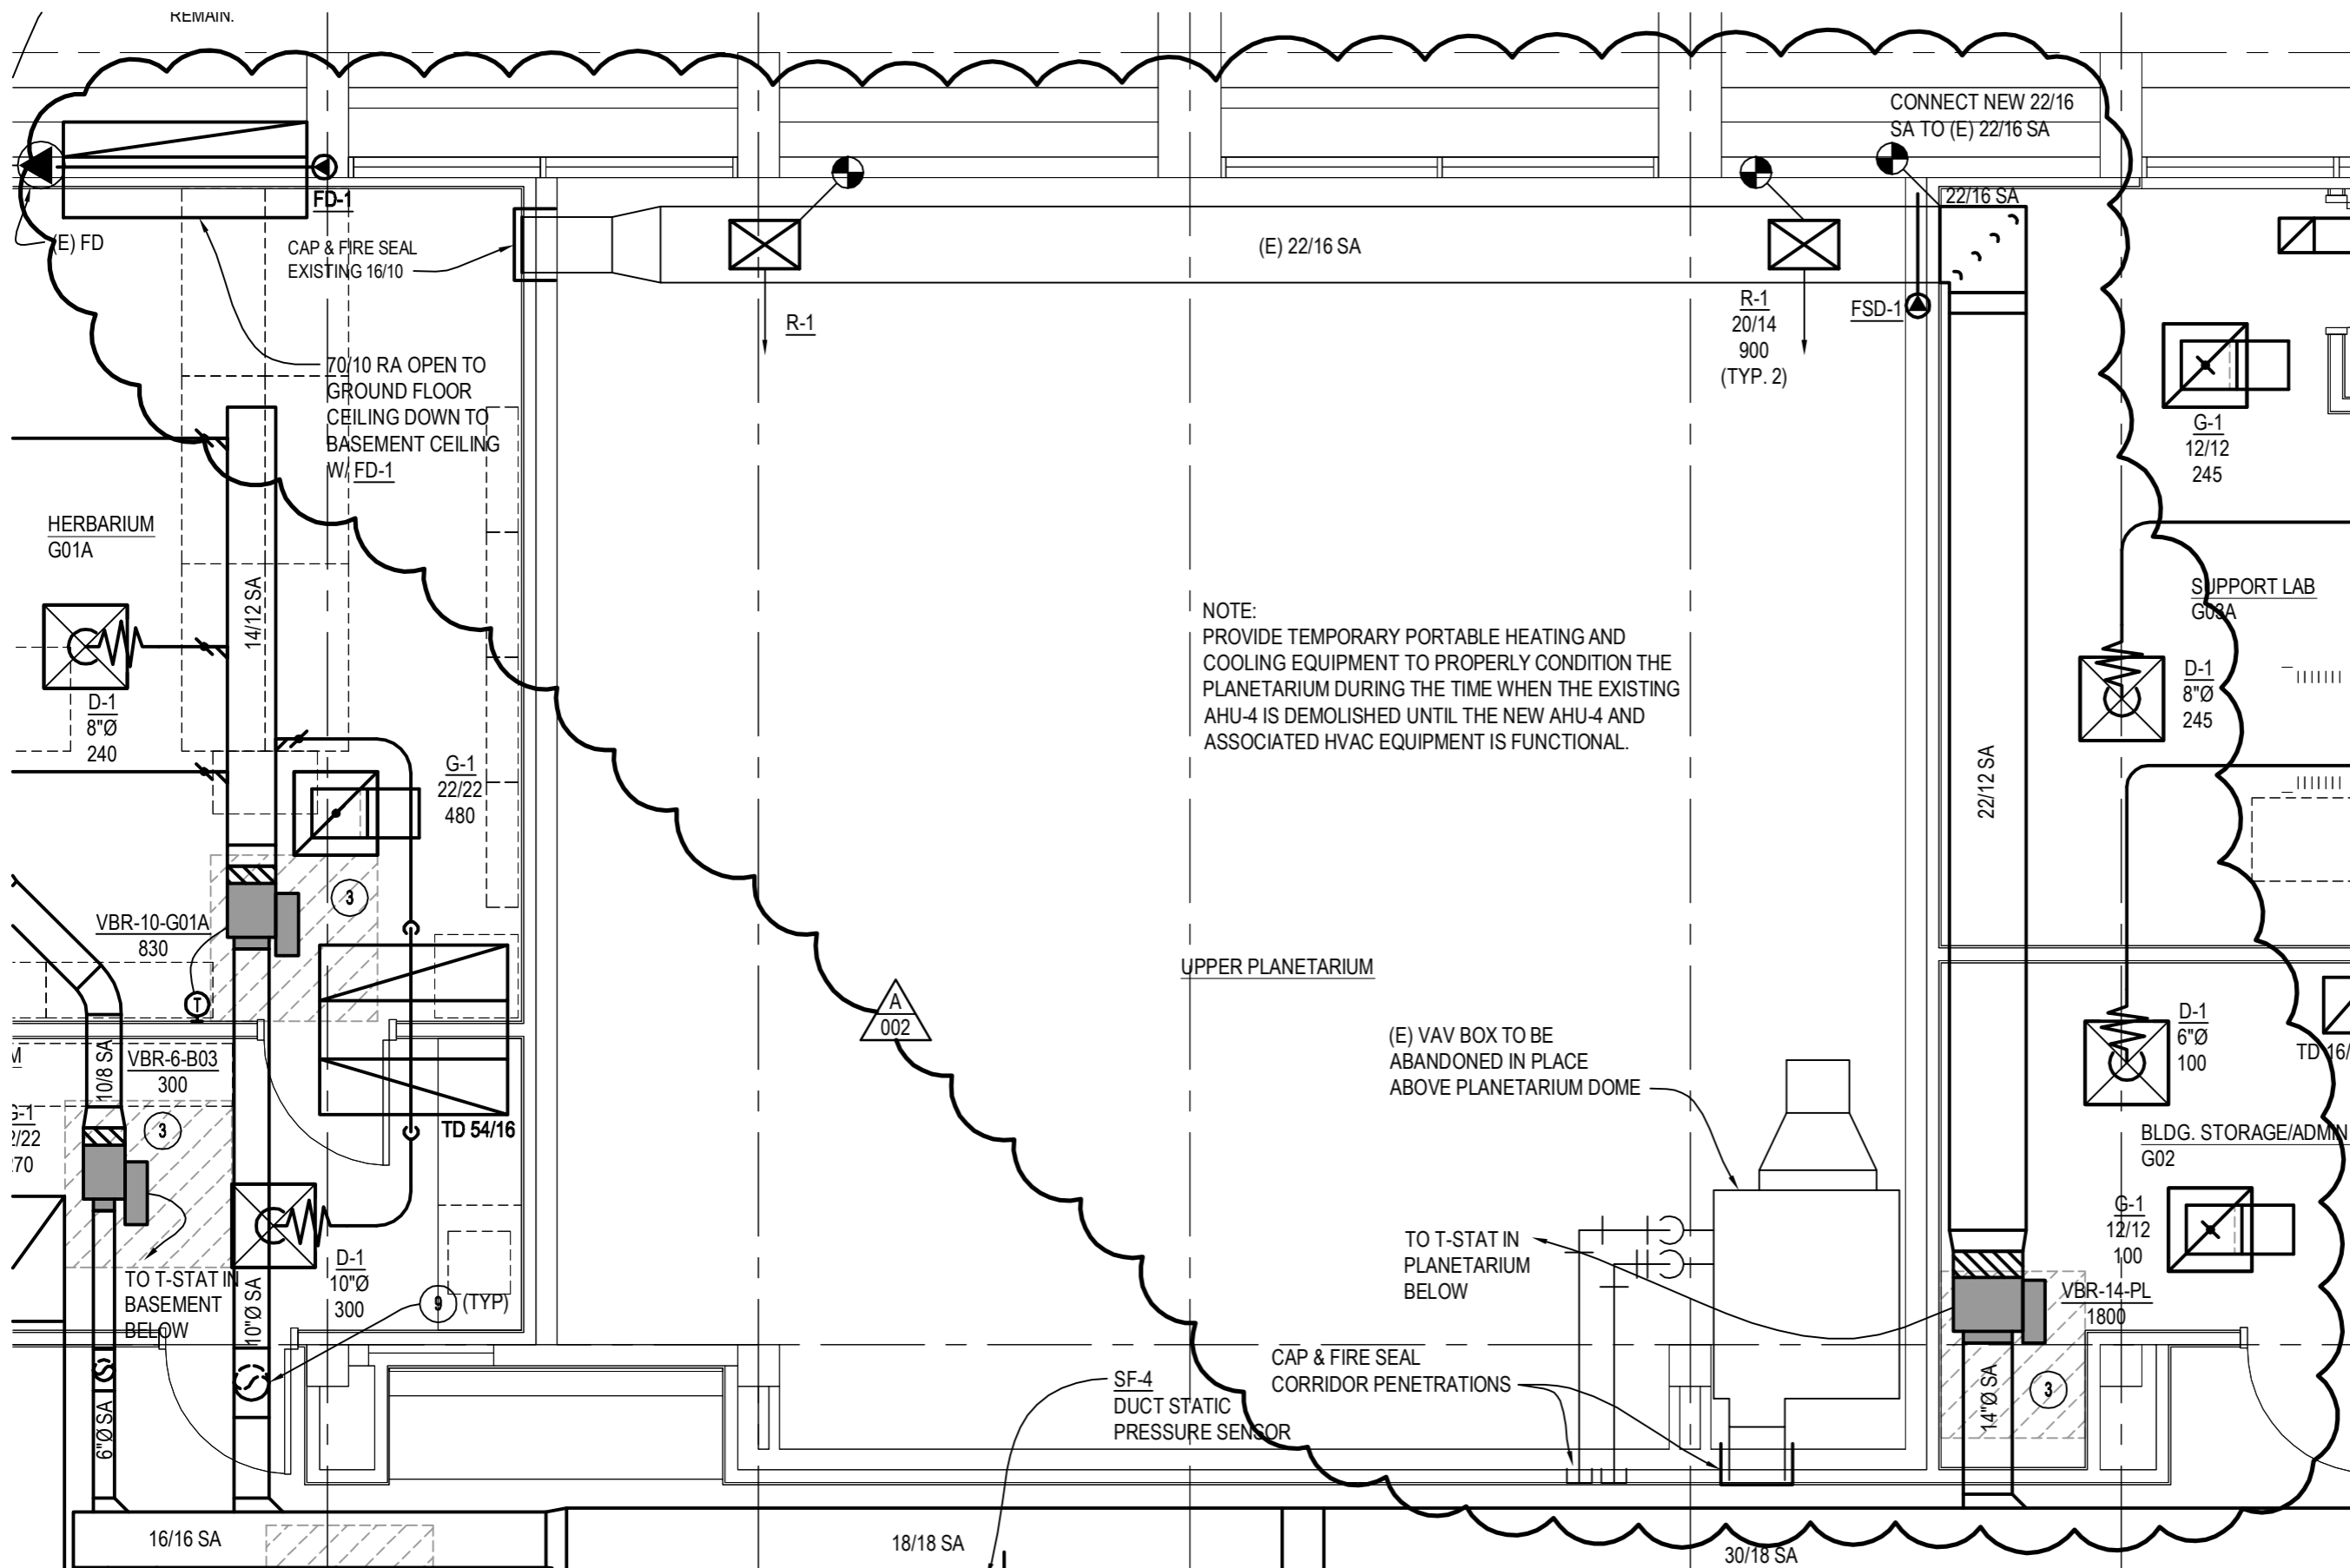 REMAIN.
CONNECT NEW 22/16
SA TO (E) 22/16 SA
FD-1
(E) FD
CAP & FIRE SEAL
EXISTING 16/10
(E) 22/16 SA
22/16 SA
R-1
R-1
20/14
900
(TYP. 2)
FSD-1
70/10 RA OPEN TO
GROUND FLOOR
CEILING DOWN TO
BASEMENT CEILING
W/ FD-1
G-1
12/12
245
HERBARIUM
G01A
14/12 SA
D-1
8"Ø
240
G-1
22/22
480
NOTE:
PROVIDE TEMPORARY PORTABLE HEATING AND
COOLING EQUIPMENT TO PROPERLY CONDITION THE
PLANETARIUM DURING THE TIME WHEN THE EXISTING
AHU-4 IS DEMOLISHED UNTIL THE NEW AHU-4 AND
ASSOCIATED HVAC EQUIPMENT IS FUNCTIONAL.
SUPPORT LAB
G03A
D-1
8"Ø
245
22/12 SA
3
VBR-10-G01A
830
T
UPPER PLANETARIUM
A
002
(E) VAV BOX TO BE
ABANDONED IN PLACE
ABOVE PLANETARIUM DOME
D-1
6"Ø
100
TD 16/
10/8 SA
VBR-6-B03
300
3
TD 54/16
BLDG. STORAGE/ADMIN
G02
G-1
12/12
100
TO T-STAT IN
BASEMENT
BELOW
10"Ø SA
D-1
10"Ø
300
9 (TYP)
TO T-STAT IN
PLANETARIUM
BELOW
VBR-14-PL
1800
3
14"Ø SA
6"Ø SA
SF-4
DUCT STATIC
PRESSURE SENSOR
CAP & FIRE SEAL
CORRIDOR PENETRATIONS
16/16 SA
18/18 SA
30/18 SA